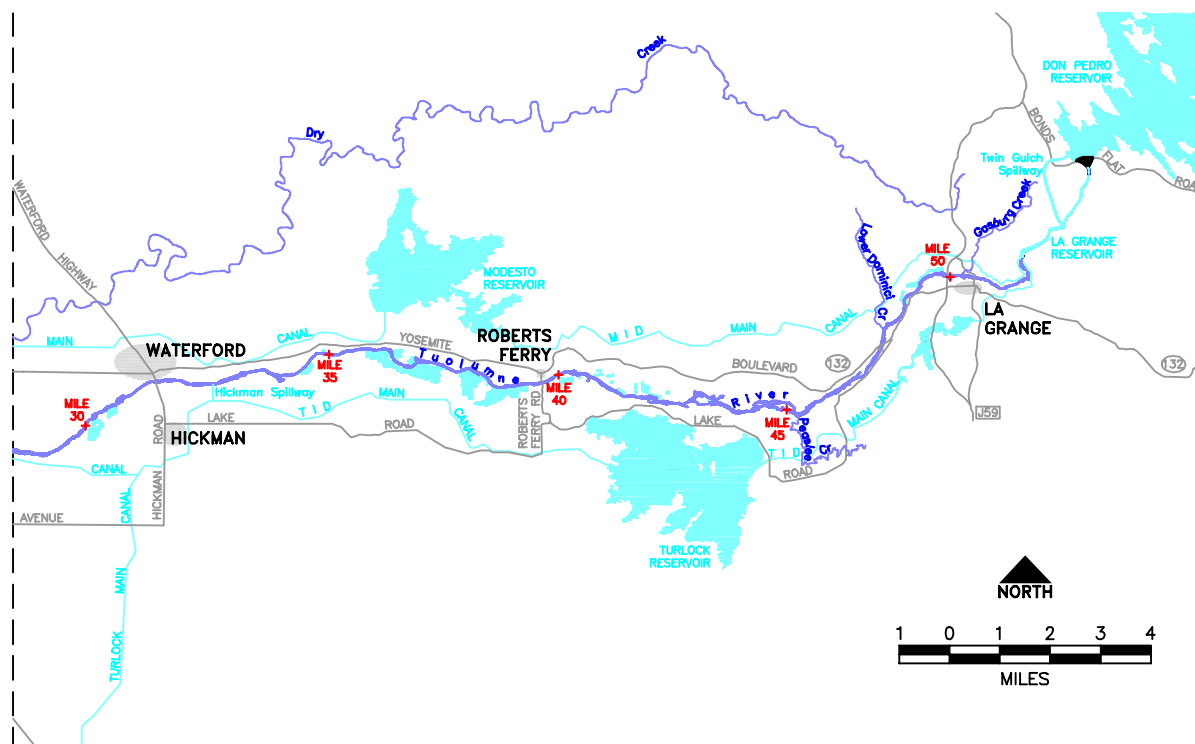 Creek
DON PEDRO
RESERVOIR
BONDS
FLAT
ROA
Dry
Twin Gulch
Spillway
Gasburg Creek
WATERFORD
HIGHWAY
Lower Dominici Cr
LA GRANGE
RESERVOIR
MILE
50
MODESTO
RESERVOIR
LA
GRANGE
MAIN
CANAL
YOSEMITE
ROBERTS
FERRY
MID
MAIN
CANAL
WATERFORD
Tuolumne
BOULEVARD
132
132
MILE
35
MILE
40
Hickman Spillway
MAIN
TID
River
MAIN CANAL
J59
MILE
30
ROAD
LAKE
ROAD
CANAL
ROBERTS
FERRY RD
LAKE
MILE
45
Peaslee Cr
HICKMAN
TID
ROAD
CANAL
CANAL
HICKMAN
AVENUE
TURLOCK
RESERVOIR
MAIN
TURLOCK
NORTH
1 0 1 2 3 4
MILES